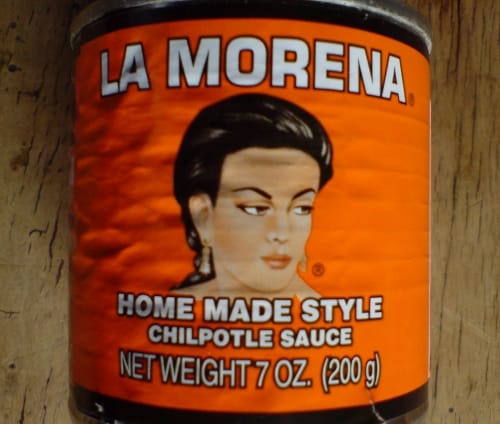 LA MORENA®
®
HOME MADE STYLE
CHILPOTLE SAUCE
NET WEIGHT 7 OZ. (200 g)